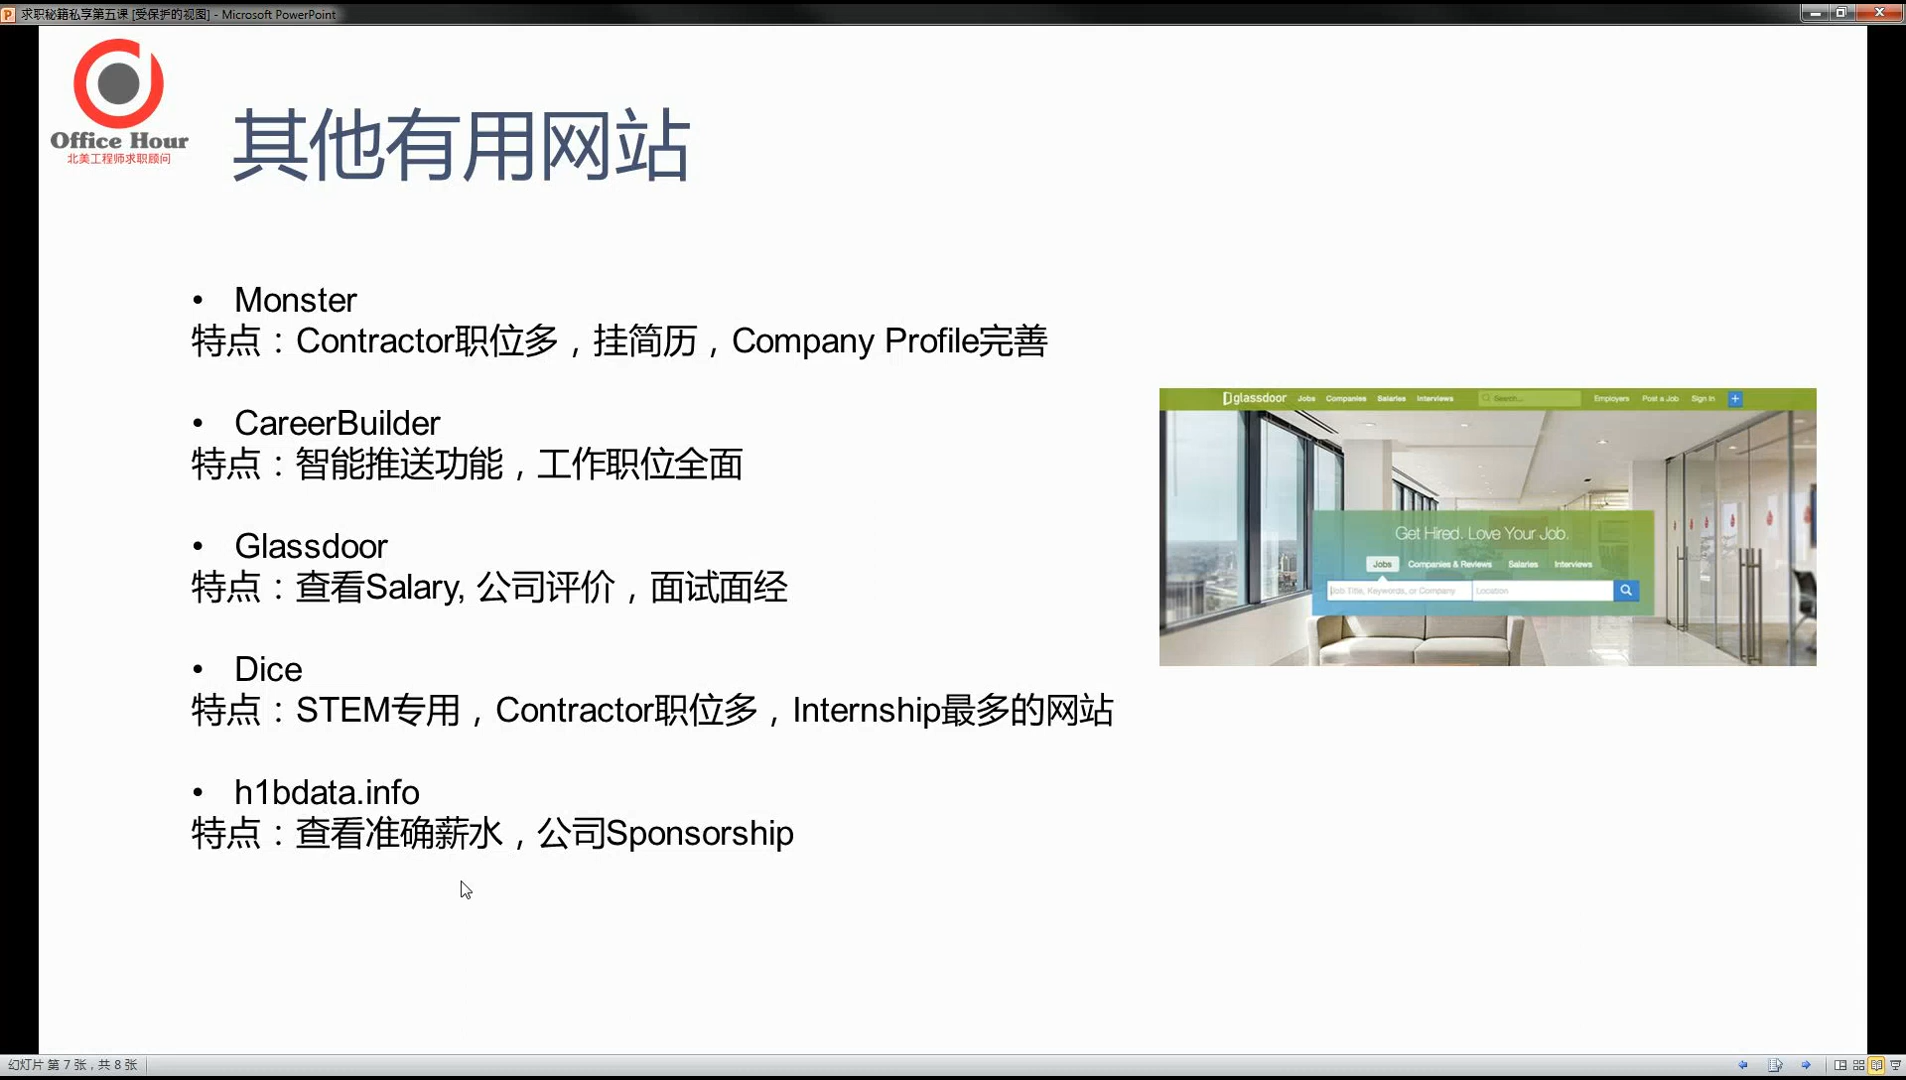 求职秘籍私享第五课 [受保护的视图] - Microsoft PowerPoint
Office Hour
北美工程师求职顾问
其他有用网站
• Monster
特点：Contractor职位多，挂简历，Company Profile完善
• CareerBuilder
特点：智能推送功能，工作职位全面
• Glassdoor
特点：查看Salary, 公司评价，面试面经
• Dice
特点：STEM专用，Contractor职位多，Internship最多的网站
• h1bdata.info
特点：查看准确薪水，公司Sponsorship
glassdoor Jobs Companies Salaries Interviews Search... Employers Post a Job Sign In
Get Hired. Love Your Job.
Jobs Companies & Reviews Salaries Interviews
Job Title, Keywords, or Company Location
幻灯片 第 7 张，共 8 张